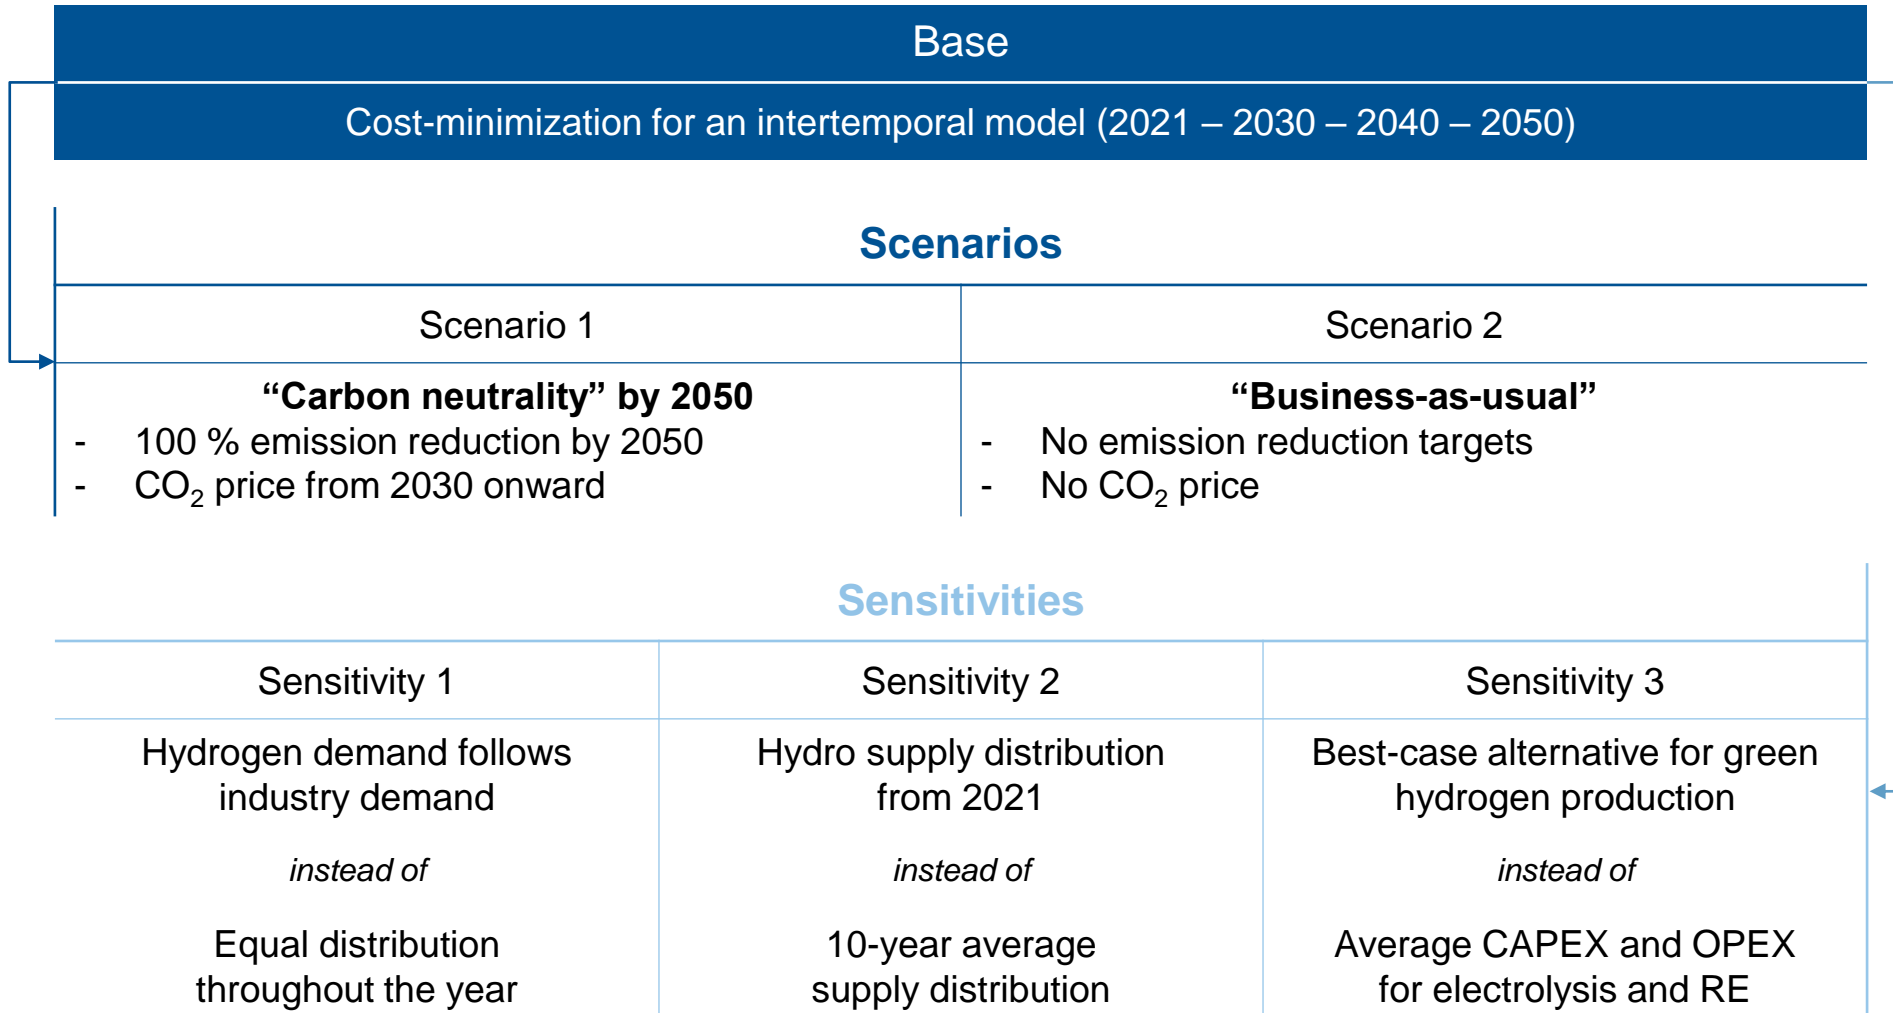 Base
Cost-minimization for an intertemporal model (2021 – 2030 – 2040 – 2050)
Scenarios
Scenario 1
Scenario 2
“Carbon neutrality” by 2050
- 100 % emission reduction by 2050
- CO₂ price from 2030 onward
“Business-as-usual”
- No emission reduction targets
- No CO₂ price
Sensitivities
Sensitivity 1
Sensitivity 2
Sensitivity 3
Hydrogen demand follows
industry demand
instead of
Equal distribution
throughout the year
Hydro supply distribution
from 2021
instead of
10-year average
supply distribution
Best-case alternative for green
hydrogen production
instead of
Average CAPEX and OPEX
for electrolysis and RE